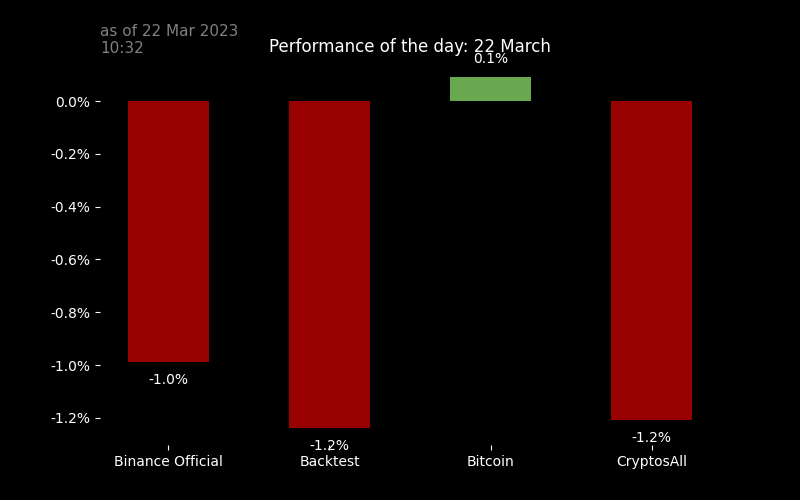 as of 22 Mar 2023
10:32
Performance of the day: 22 March
0.1%
0.0%
-0.2%
-0.4%
-0.6%
-0.8%
-1.0%
-1.2%
-1.0%
-1.2%
-1.2%
Binance Official
Backtest
Bitcoin
CryptosAll